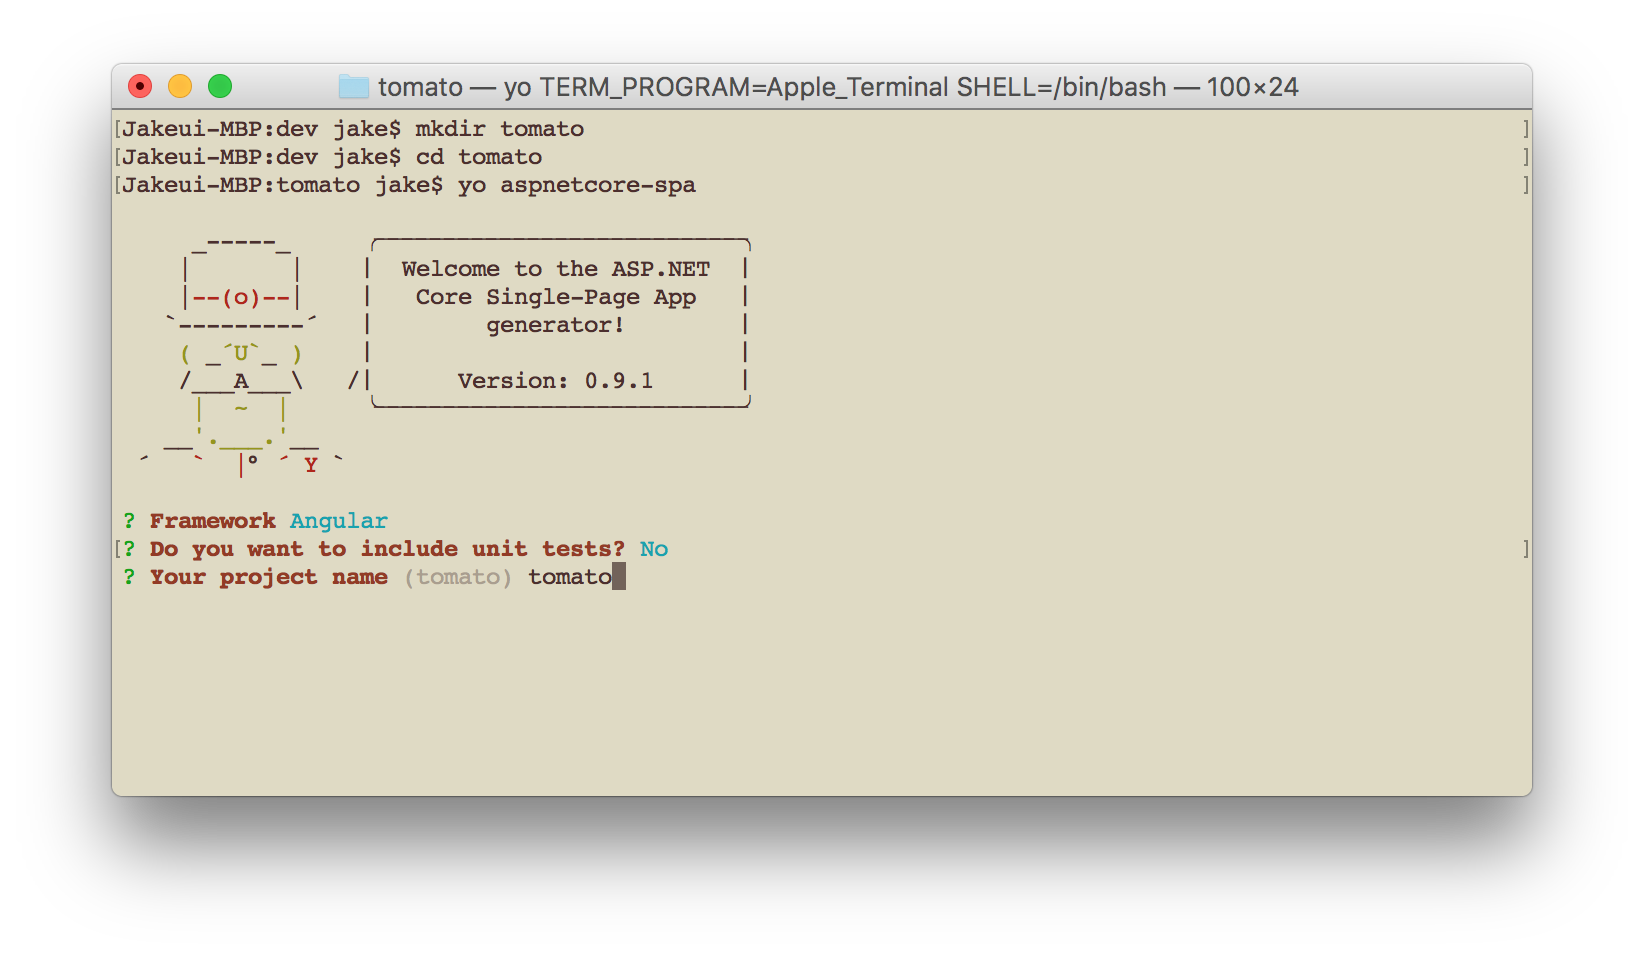 tomato — yo TERM_PROGRAM=Apple_Terminal SHELL=/bin/bash — 100×24
[Jakeui-MBP:dev jake$ mkdir tomato ]
[Jakeui-MBP:dev jake$ cd tomato ]
[Jakeui-MBP:tomato jake$ yo aspnetcore-spa ]
Welcome to the ASP.NET
Core Single-Page App
generator!
Version: 0.9.1
? Framework Angular
[? Do you want to include unit tests? No ]
? Your project name (tomato) tomato